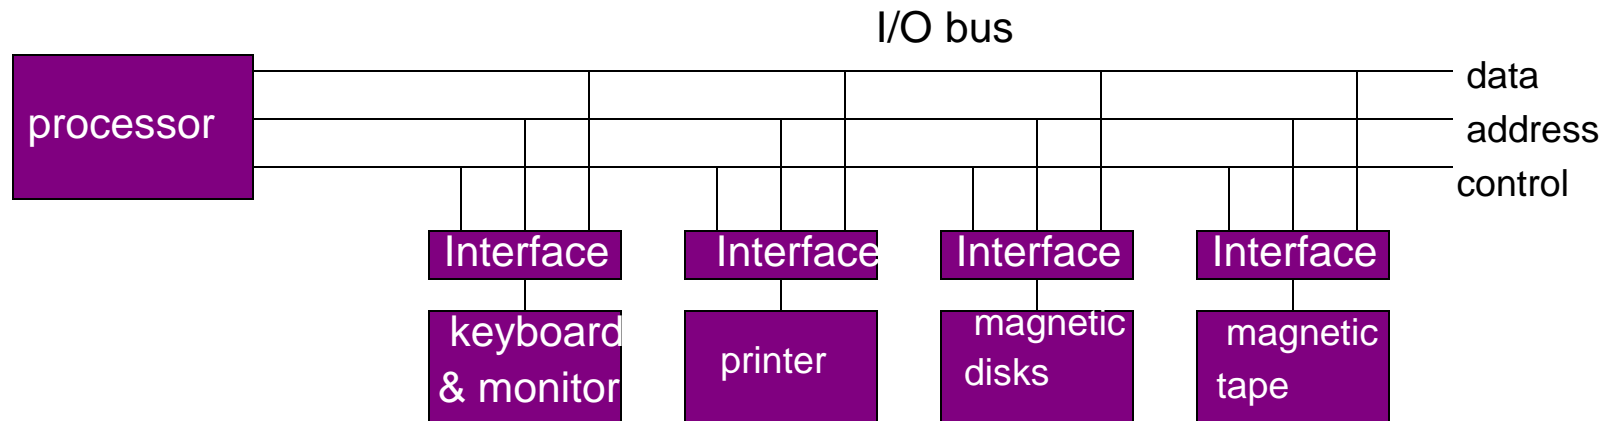 I/O bus
data
processor
address
control
Interface
Interface
Interface
Interface
keyboard
& monitor
printer
magnetic
disks
magnetic
tape